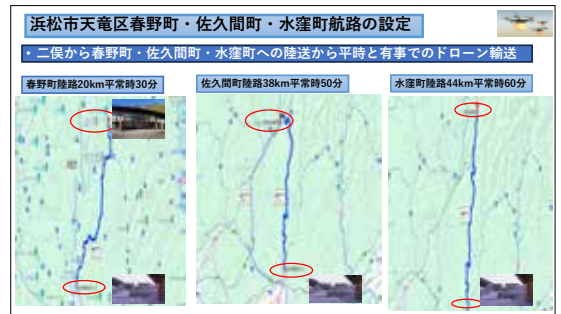 浜松市天竜区春野町・佐久間町・水窪町航路の設定
・二俣から春野町・佐久間町・水窪町への陸送から平時と有事でのドローン輸送
春野町陸路20km平常時30分
佐久間町陸路38km平常時50分
水窪町陸路44km平常時60分